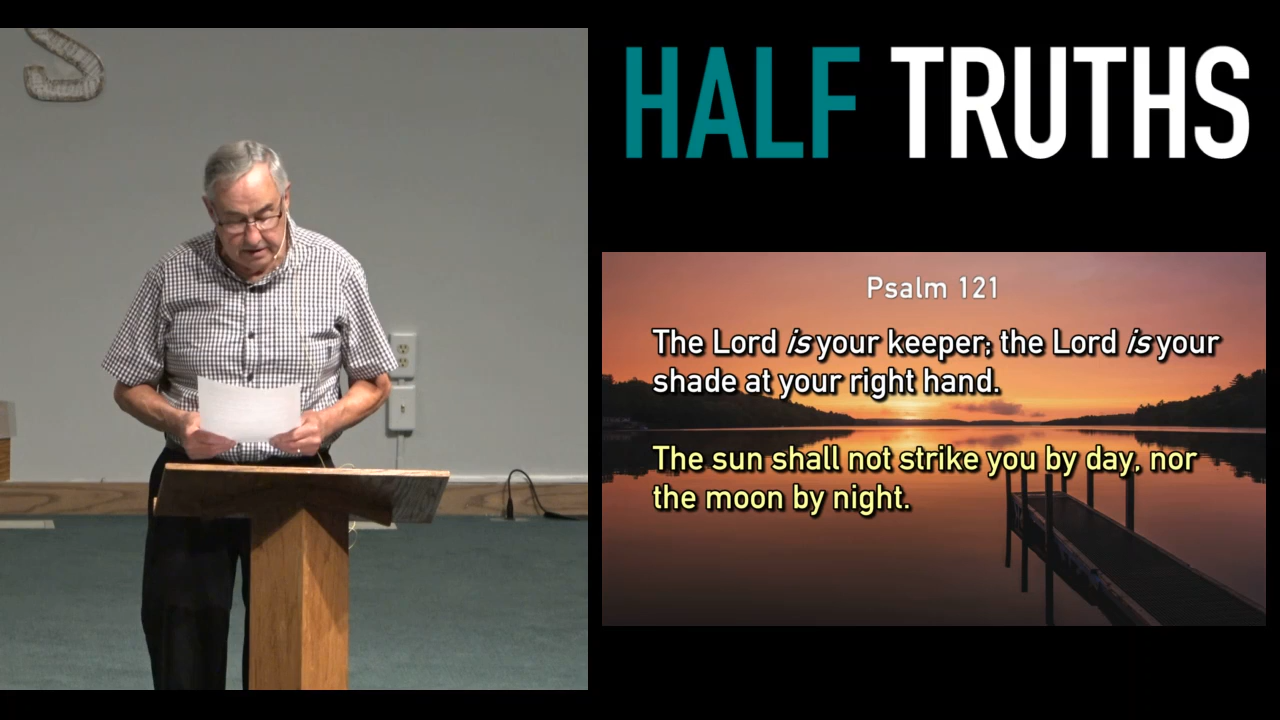 S
HALF TRUTHS
Psalm 121
The Lord is your keeper; the Lord is your
shade at your right hand.
The sun shall not strike you by day, nor
the moon by night.